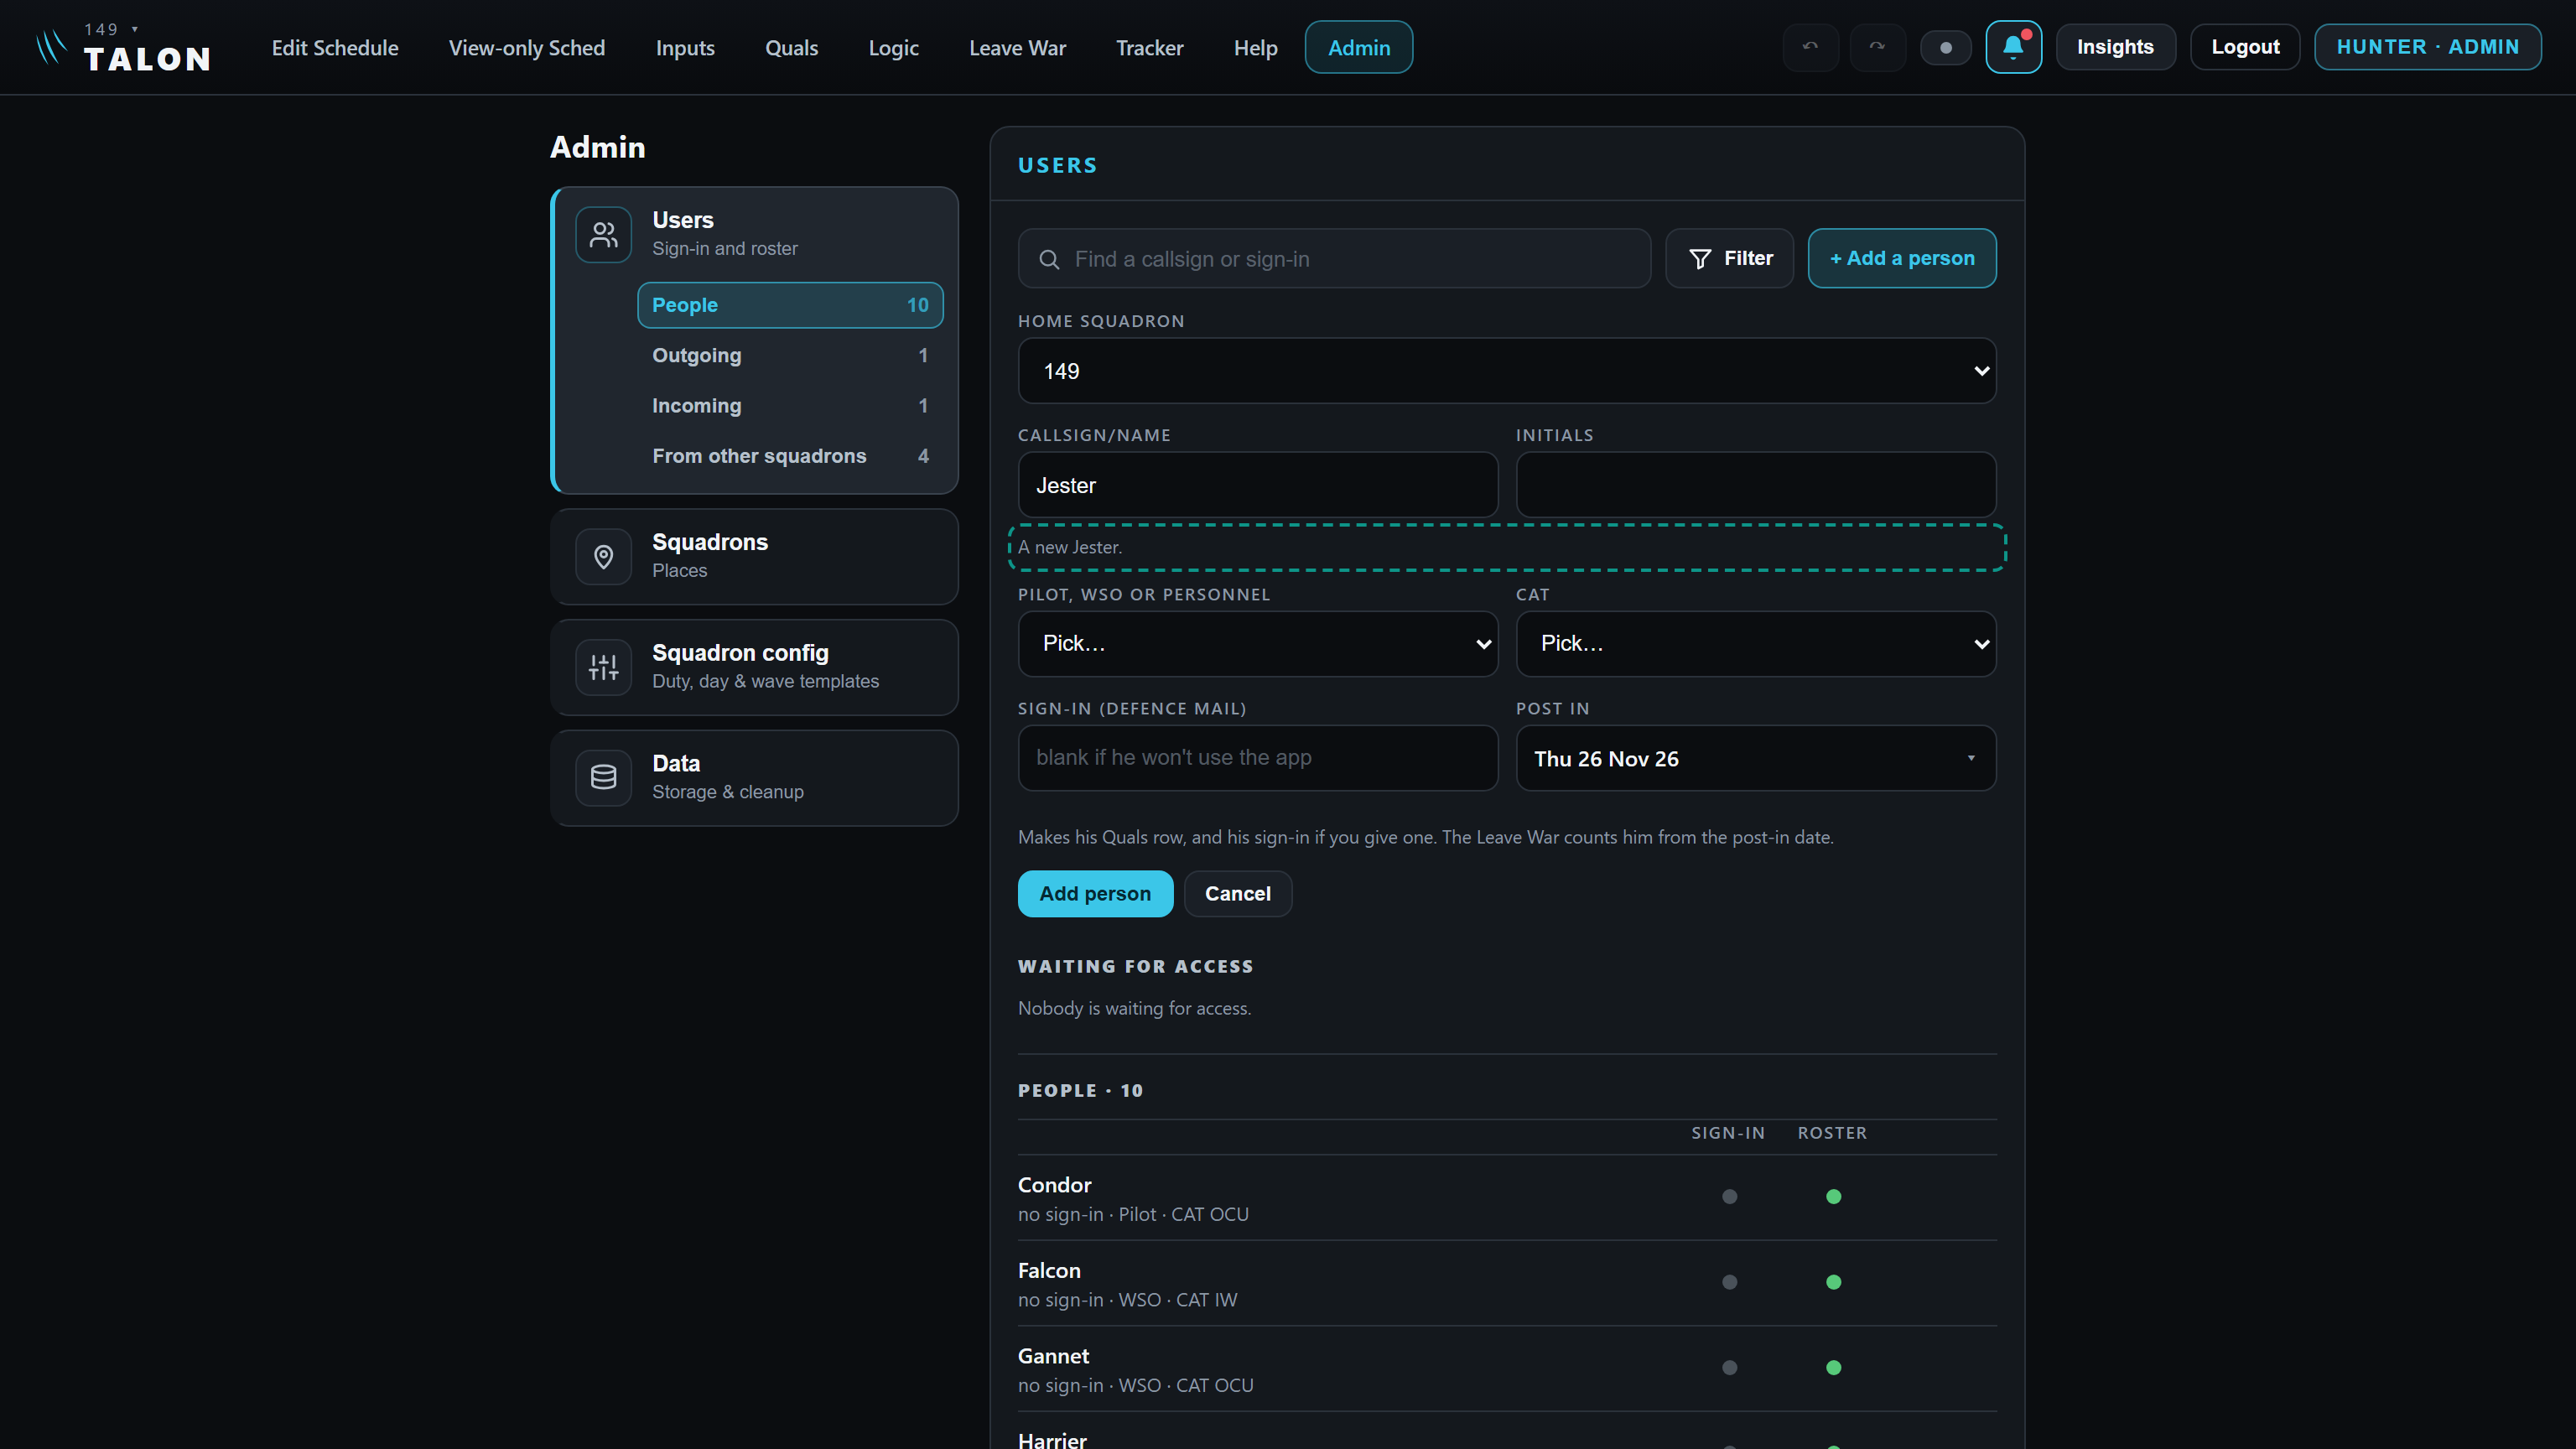 149 ▾
TALON
Edit Schedule
View-only Sched
Inputs
Quals
Logic
Leave War
Tracker
Help
Admin
Insights
Logout
HUNTER · ADMIN
Admin
Users
Sign-in and roster
People 10
Outgoing 1
Incoming 1
From other squadrons 4
Squadrons
Places
Squadron config
Duty, day & wave templates
Data
Storage & cleanup
USERS
Find a callsign or sign-in
Filter
+ Add a person
HOME SQUADRON
149
CALLSIGN/NAME
INITIALS
Jester
A new Jester.
PILOT, WSO OR PERSONNEL
CAT
Pick...
Pick...
SIGN-IN (DEFENCE MAIL)
POST IN
blank if he won't use the app
Thu 26 Nov 26
Makes his Quals row, and his sign-in if you give one. The Leave War counts him from the post-in date.
Add person
Cancel
WAITING FOR ACCESS
Nobody is waiting for access.
PEOPLE · 10
SIGN-IN ROSTER
Condor
no sign-in · Pilot · CAT OCU
Falcon
no sign-in · WSO · CAT IW
Gannet
no sign-in · WSO · CAT OCU
Harrier